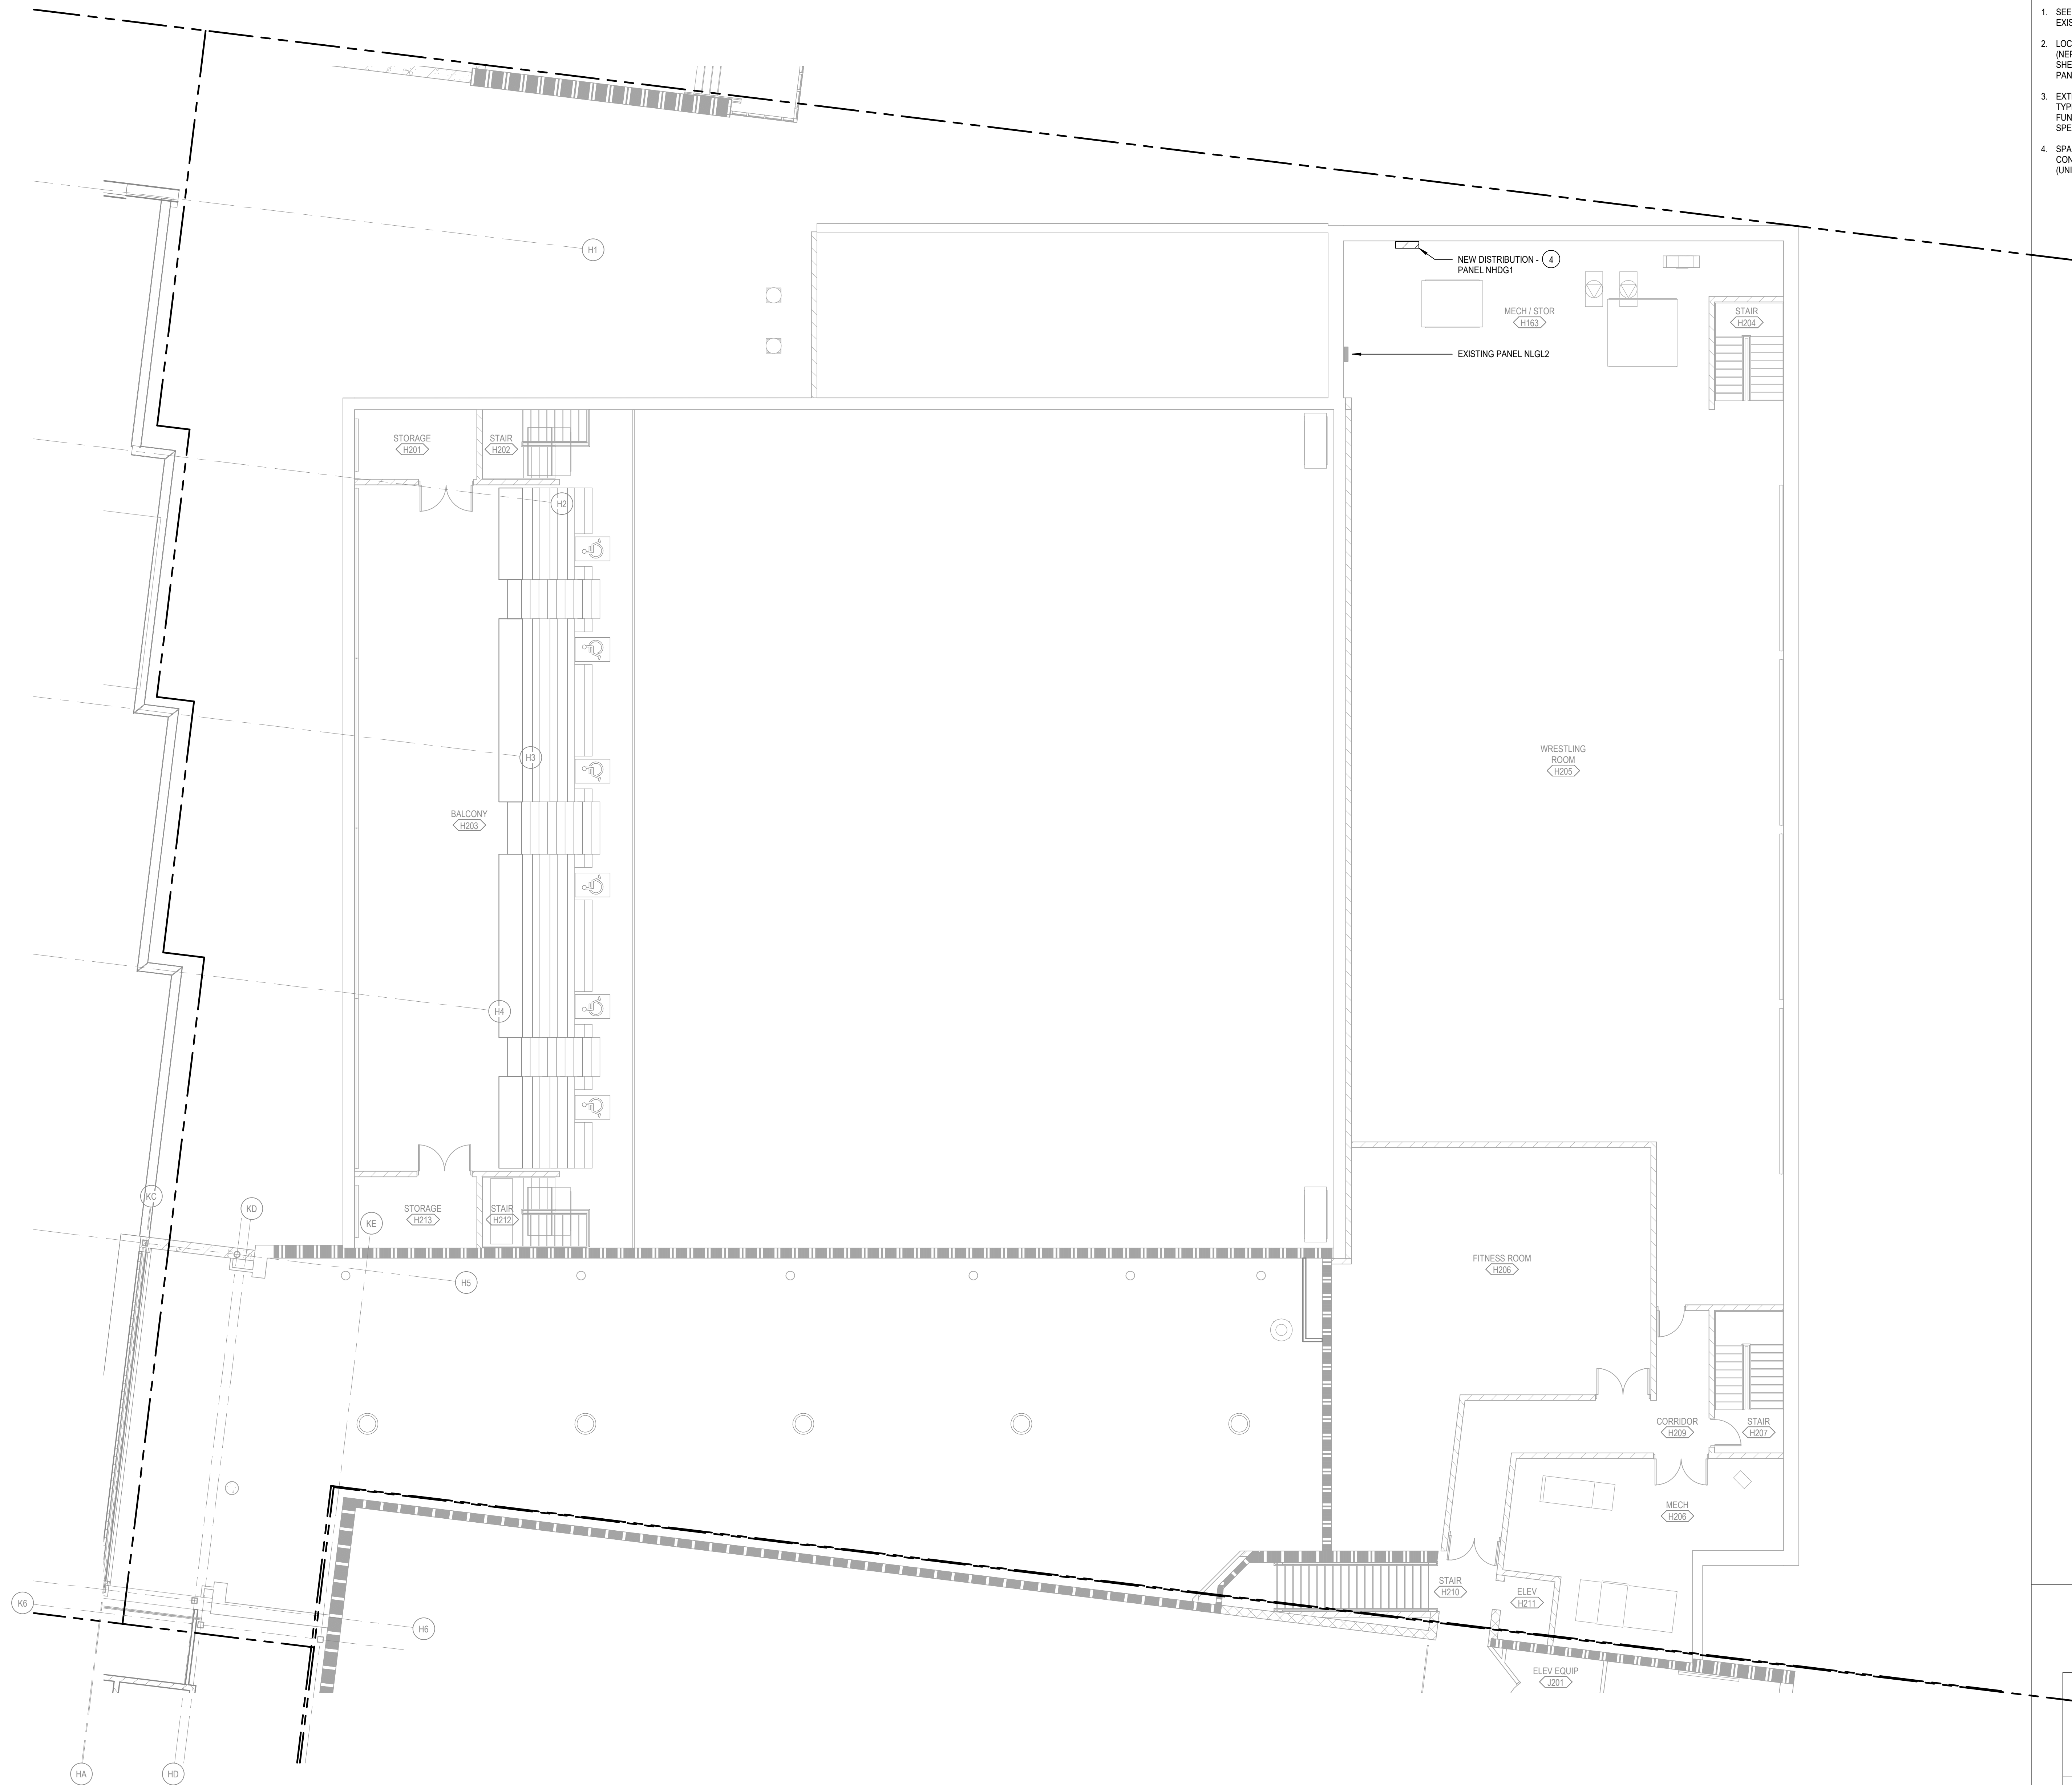 1. SEE
EXIS
2. LOC
(NEF
SHE
PAN
3. EXT
TYPI
FUN
SPE
4. SPA
CON
(UNI
H1
NEW DISTRIBUTION - 4
PANEL NHDG1
MECH / STOR
H163
STAIR
H204
EXISTING PANEL NLGL2
STORAGE
H201
STAIR
H202
H2
WRESTLING
ROOM
H205
H3
BALCONY
H203
H4
KC
KD
KE
STORAGE
H213
STAIR
H212
H5
FITNESS ROOM
H206
CORRIDOR
H209
STAIR
H207
MECH
H206
STAIR
H210
ELEV
H211
K6
H6
ELEV EQUIP
J201
HA
HD